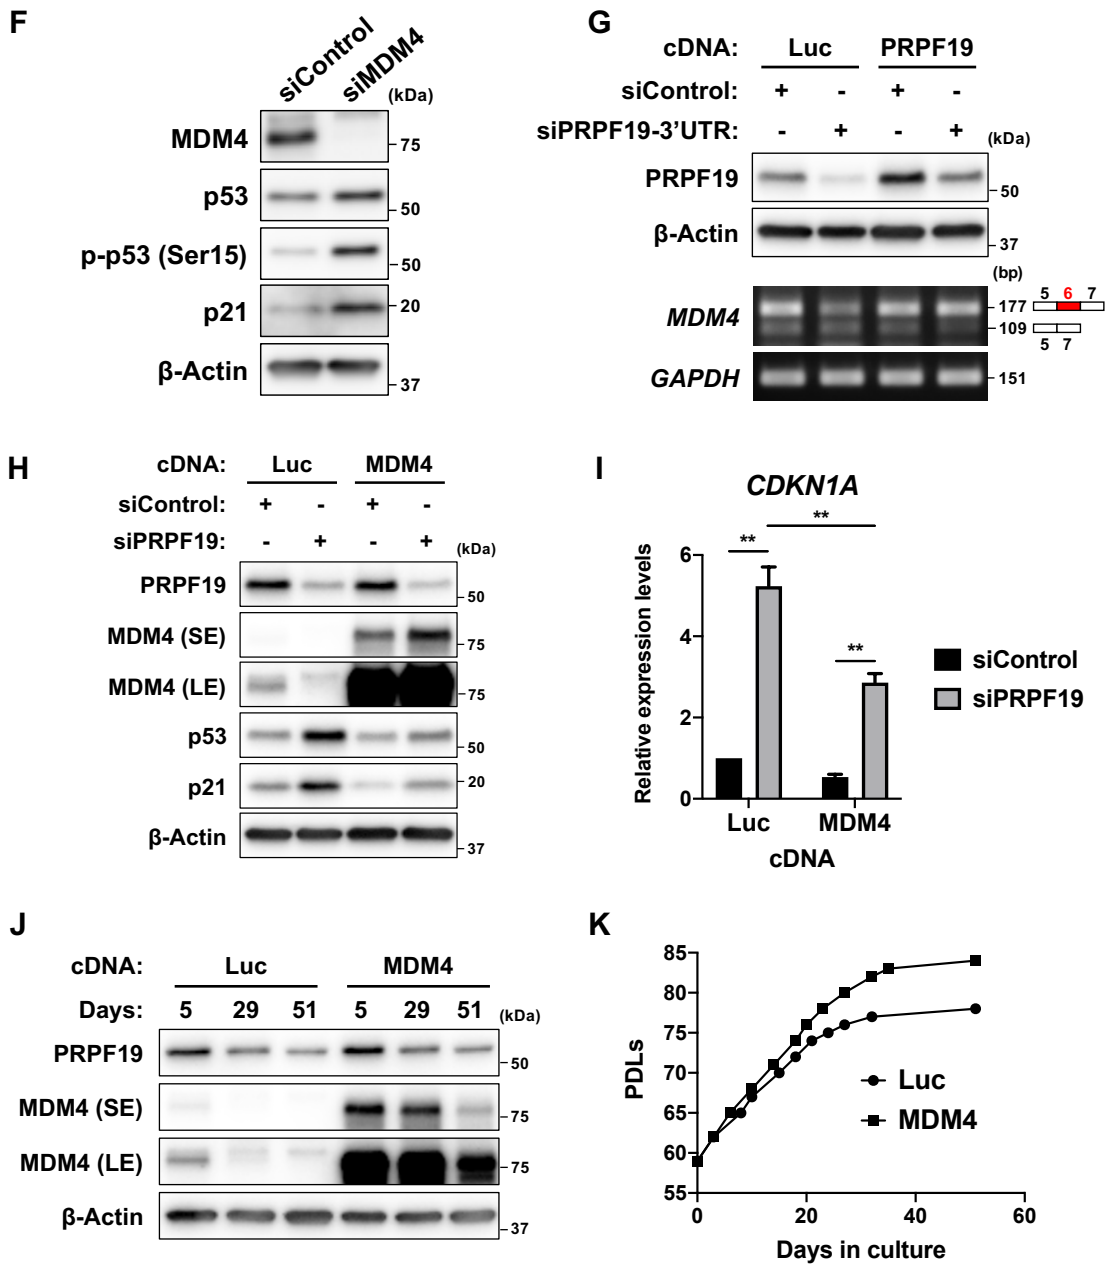 F
siControl
siMDM4
(kDa)
MDM4
75
p53
50
p-p53 (Ser15)
50
p21
20
β-Actin
37
G
cDNA: Luc PRPF19
siControl: + - + -
siPRPF19-3’UTR: - + - +
(kDa)
PRPF19
50
β-Actin
37
(bp)
5 6 7
MDM4
177
109
5 7
GAPDH
151
H
cDNA: Luc MDM4
siControl: + - + -
siPRPF19: - + - +
(kDa)
PRPF19
50
MDM4 (SE)
75
MDM4 (LE)
75
p53
50
p21
20
β-Actin
37
I
CDKN1A
**
** **
Relative expression levels
6
4
2
0
siControl
siPRPF19
Luc MDM4
cDNA
J
cDNA: Luc MDM4
Days: 5 29 51 5 29 51
(kDa)
PRPF19
50
MDM4 (SE)
75
MDM4 (LE)
75
β-Actin
37
K
PDLs
85
80
75
70
65
60
55
Luc
MDM4
0 20 40 60
Days in culture